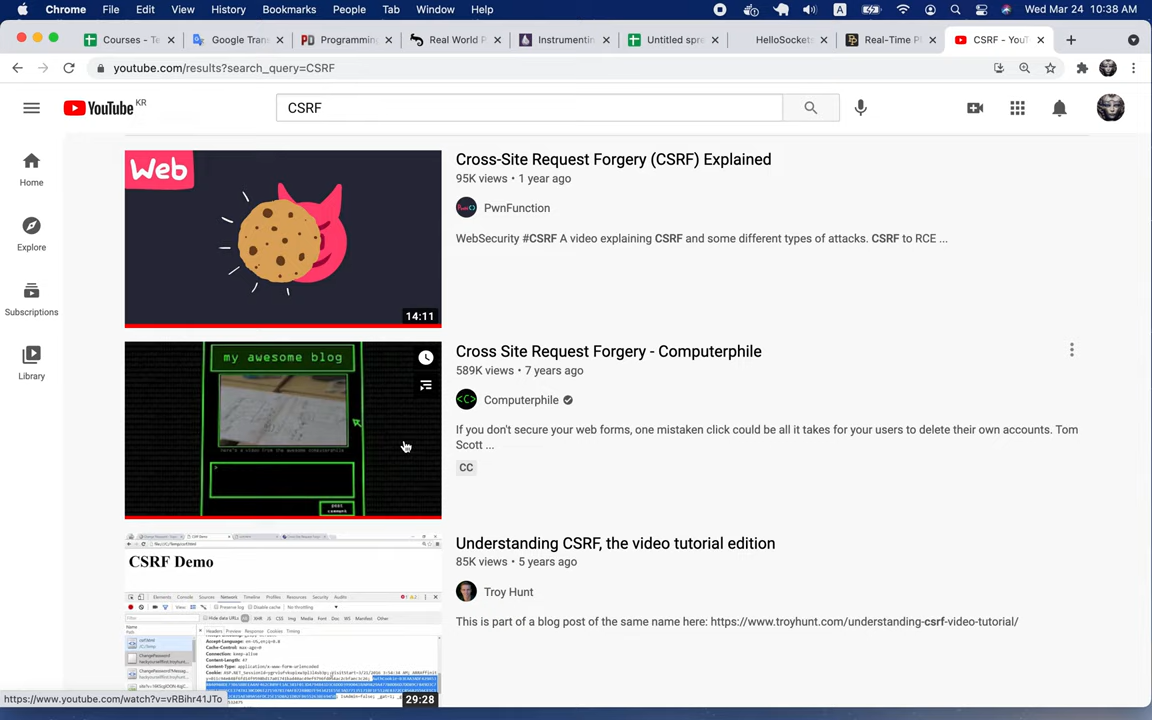 Chrome File Edit View History Bookmarks People Tab Window Help A Wed Mar 24 10:38 AM
Courses - Te Google Tran PD Programming Real World P Instrumentin Untitled spre HelloSockets Real-Time P CSRF - YouT
youtube.com/results?search_query=CSRF
YouTube KR
CSRF
Home
Explore
Subscriptions
Library
Web
14:11
Cross-Site Request Forgery (CSRF) Explained
95K views • 1 year ago
PwnFunction
WebSecurity #CSRF A video explaining CSRF and some different types of attacks. CSRF to RCE ...
my awesome blog
Cross Site Request Forgery - Computerphile
589K views • 7 years ago
<C> Computerphile
If you don't secure your web forms, one mistaken click could be all it takes for your users to delete their own accounts. Tom
Scott ...
CC
CSRF Demo
29:28
Understanding CSRF, the video tutorial edition
85K views • 5 years ago
Troy Hunt
This is part of a blog post of the same name here: https://www.troyhunt.com/understanding-csrf-video-tutorial/
https://www.youtube.com/watch?v=vRBihr41JTo